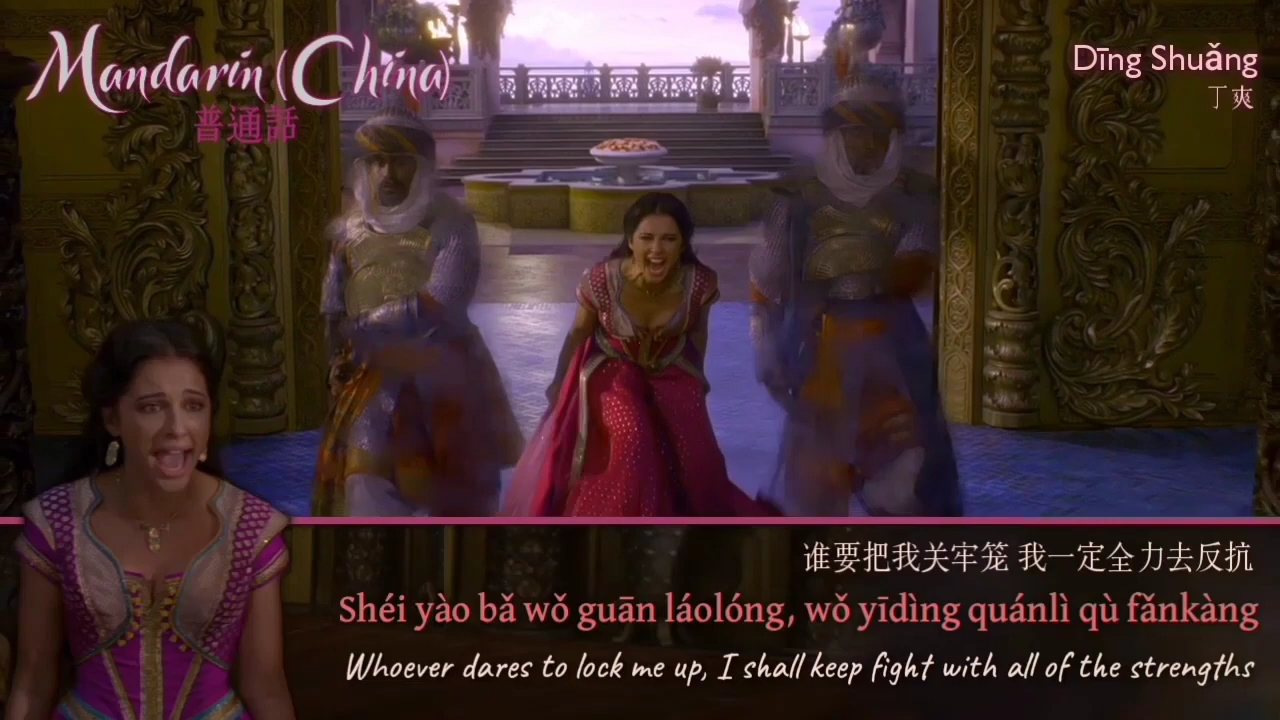 Mandarin (China)
普通話
Dīng Shuǎng
丁爽
谁要把我关牢笼 我一定全力去反抗
Shéi yào bǎ wǒ guān láolóng, wǒ yīdìng quánlì qù fǎnkàng
Whoever dares to lock me up, I shall keep fight with all of the strengths